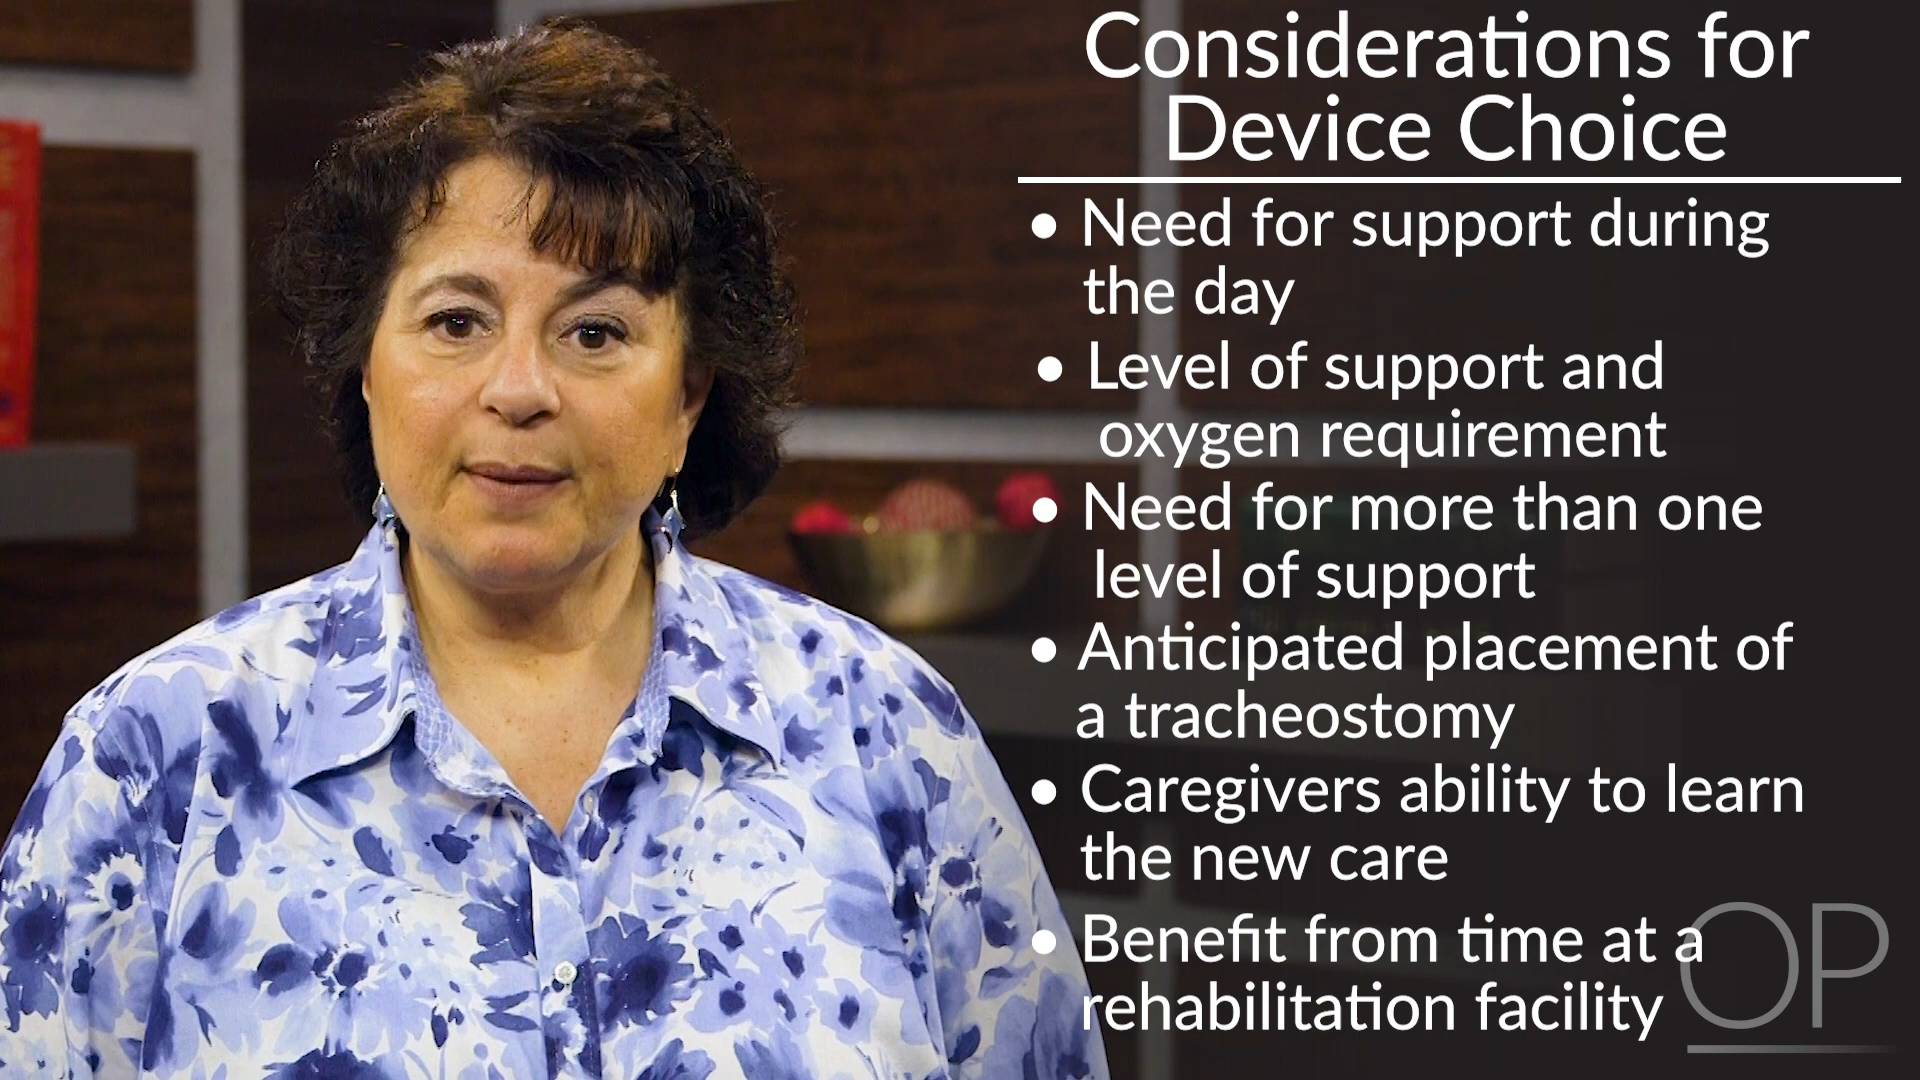 Considerations for
Device Choice
• Need for support during
the day
• Level of support and
oxygen requirement
• Need for more than one
level of support
• Anticipated placement of
a tracheostomy
• Caregivers ability to learn
the new care
• Benefit from time at a
rehabilitation facility
OP